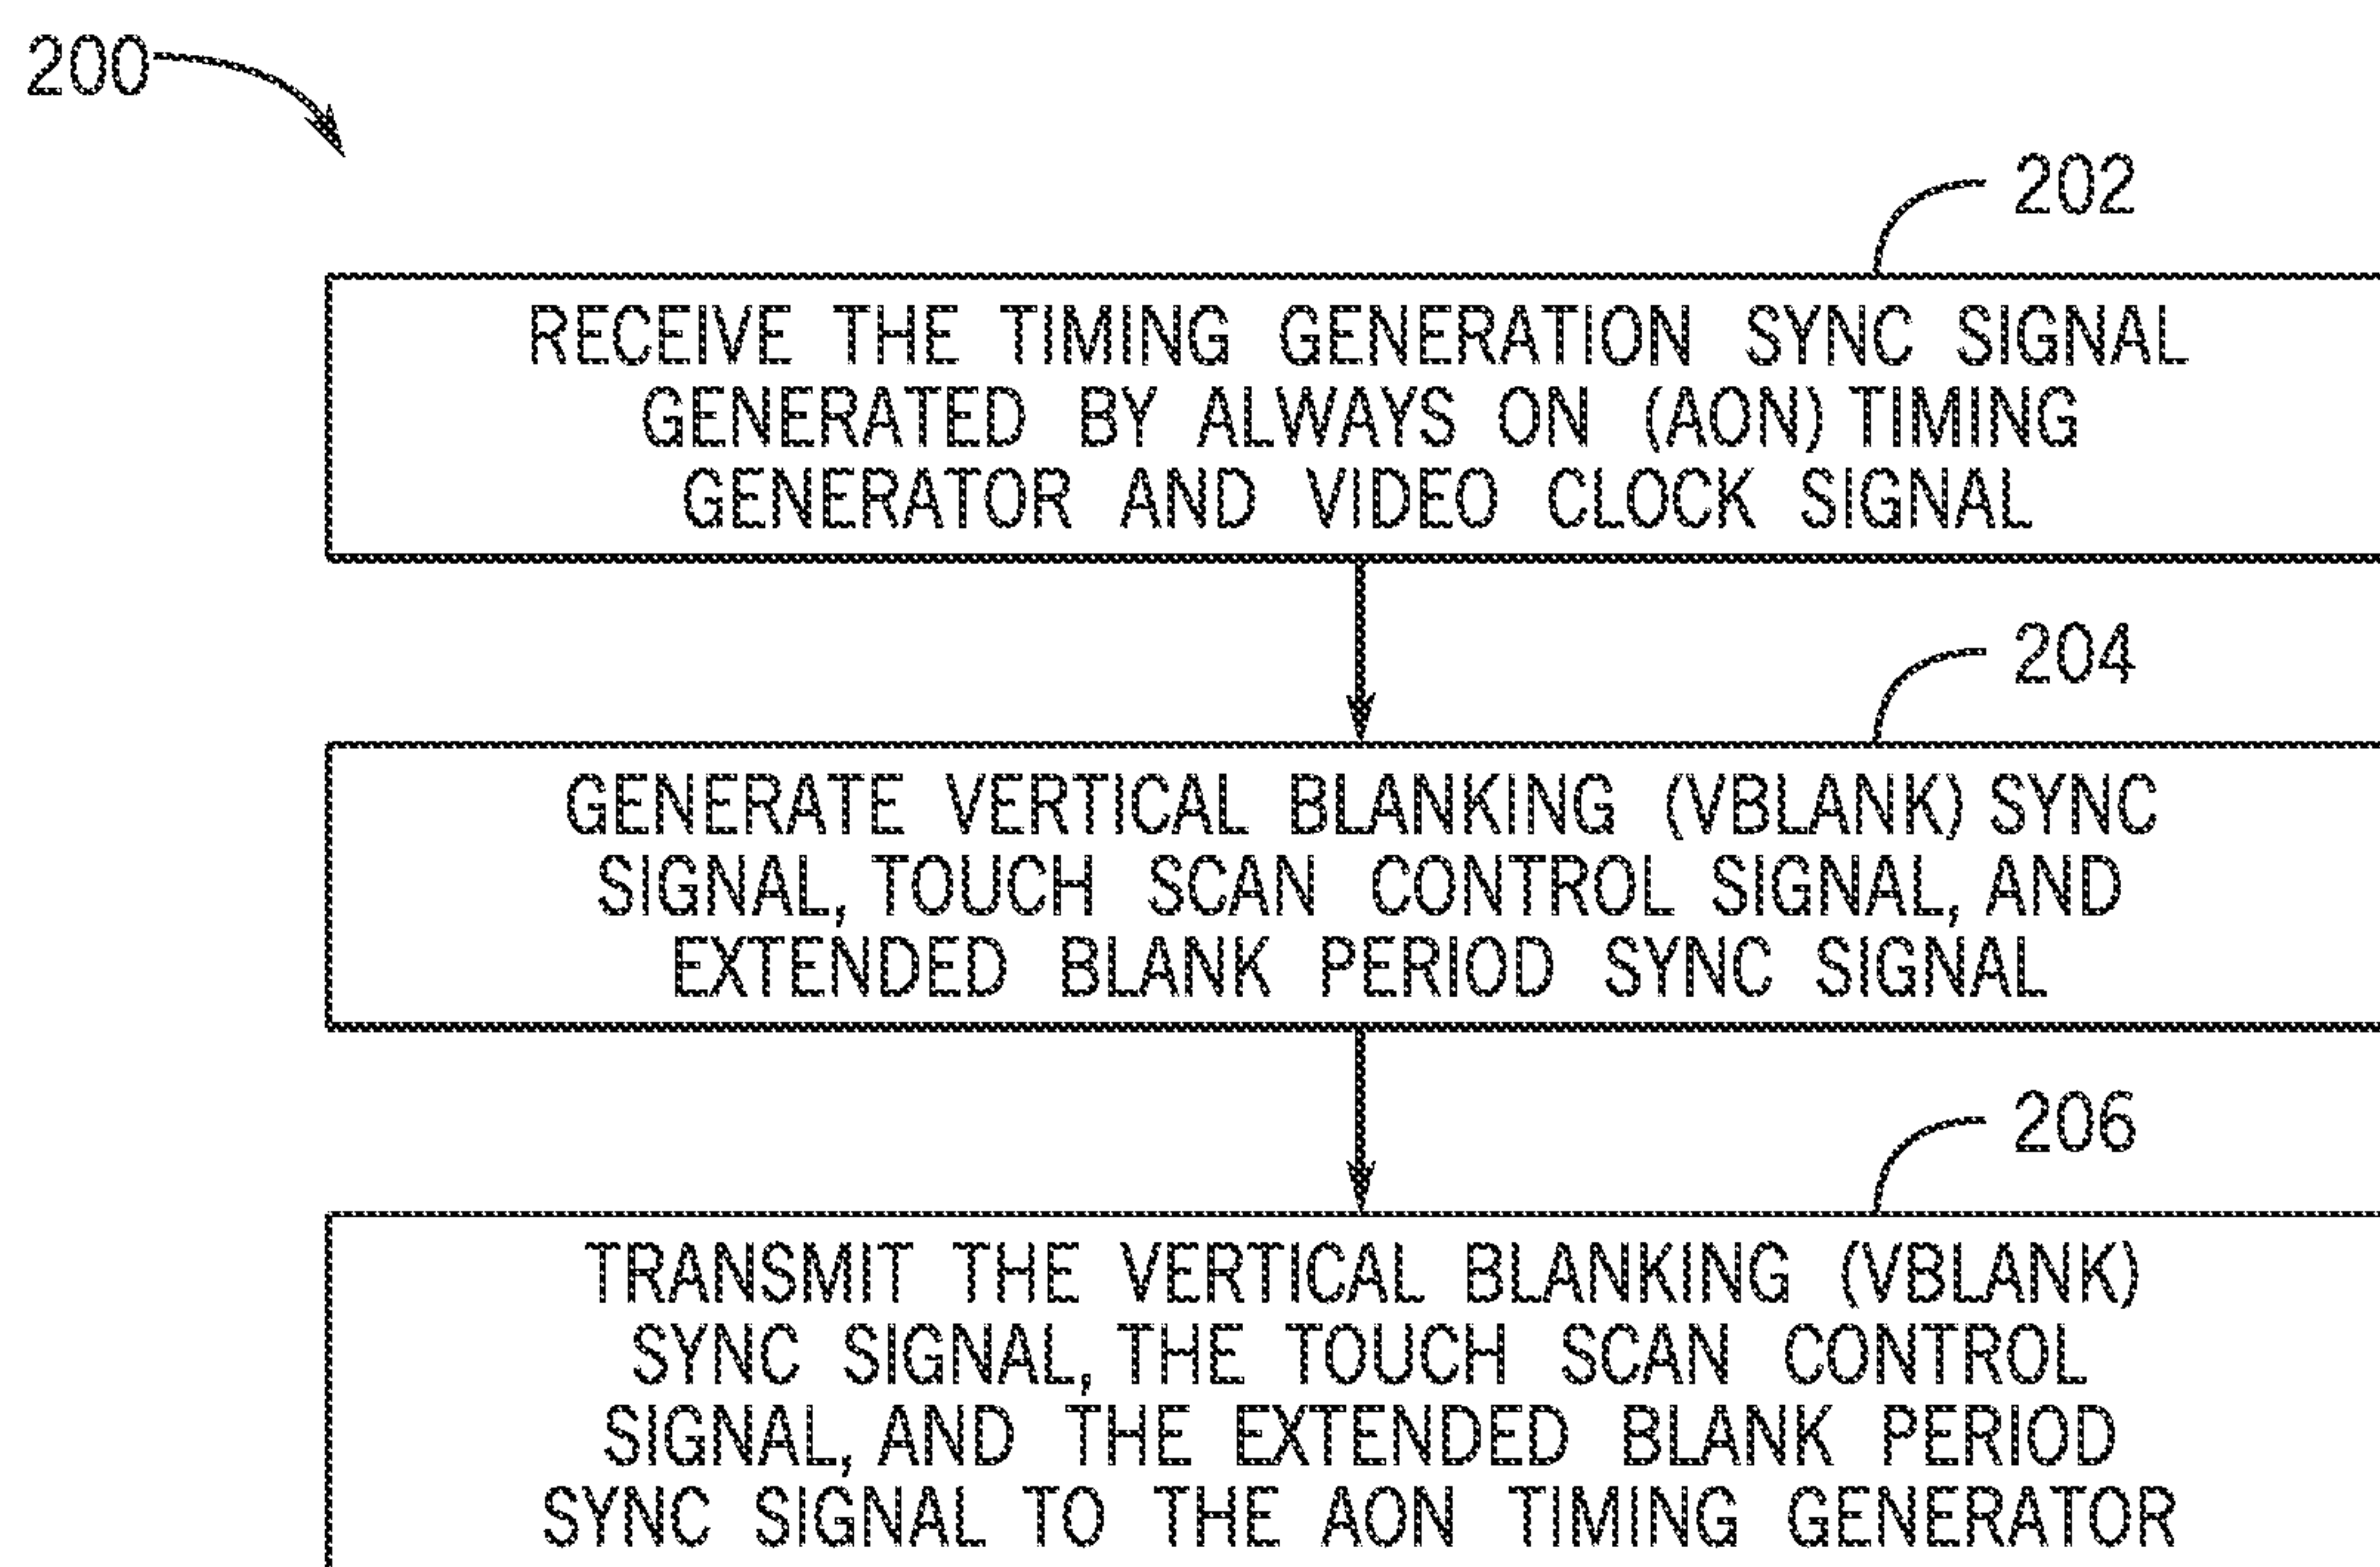 200
202
RECEIVE THE TIMING GENERATION SYNC SIGNAL
GENERATED BY ALWAYS ON (AON) TIMING
GENERATOR AND VIDEO CLOCK SIGNAL
204
GENERATE VERTICAL BLANKING (VBLANK) SYNC
SIGNAL, TOUCH SCAN CONTROL SIGNAL, AND
EXTENDED BLANK PERIOD SYNC SIGNAL
206
TRANSMIT THE VERTICAL BLANKING (VBLANK)
SYNC SIGNAL, THE TOUCH SCAN CONTROL
SIGNAL, AND THE EXTENDED BLANK PERIOD
SYNC SIGNAL TO THE AON TIMING GENERATOR